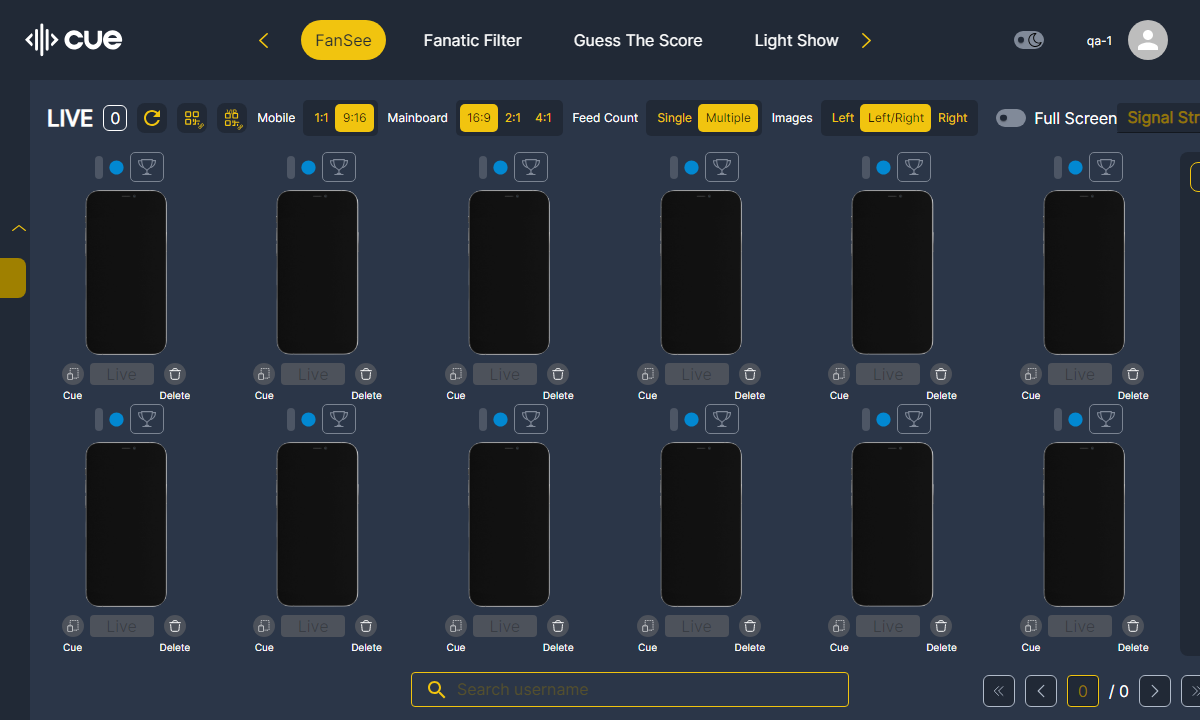 cue
FanSee Fanatic Filter Guess The Score Light Show
qa-1
LIVE 0 Mobile 1:1 9:16 Mainboard 16:9 2:1 4:1 Feed Count Single Multiple Images Left Left/Right Right Full Screen Signal Str
Live Live Live Live Live Live
Cue Delete Cue Delete Cue Delete Cue Delete Cue Delete Cue Delete
Live Live Live Live Live Live
Cue Delete Cue Delete Cue Delete Cue Delete Cue Delete Cue Delete
Search username
0 / 0